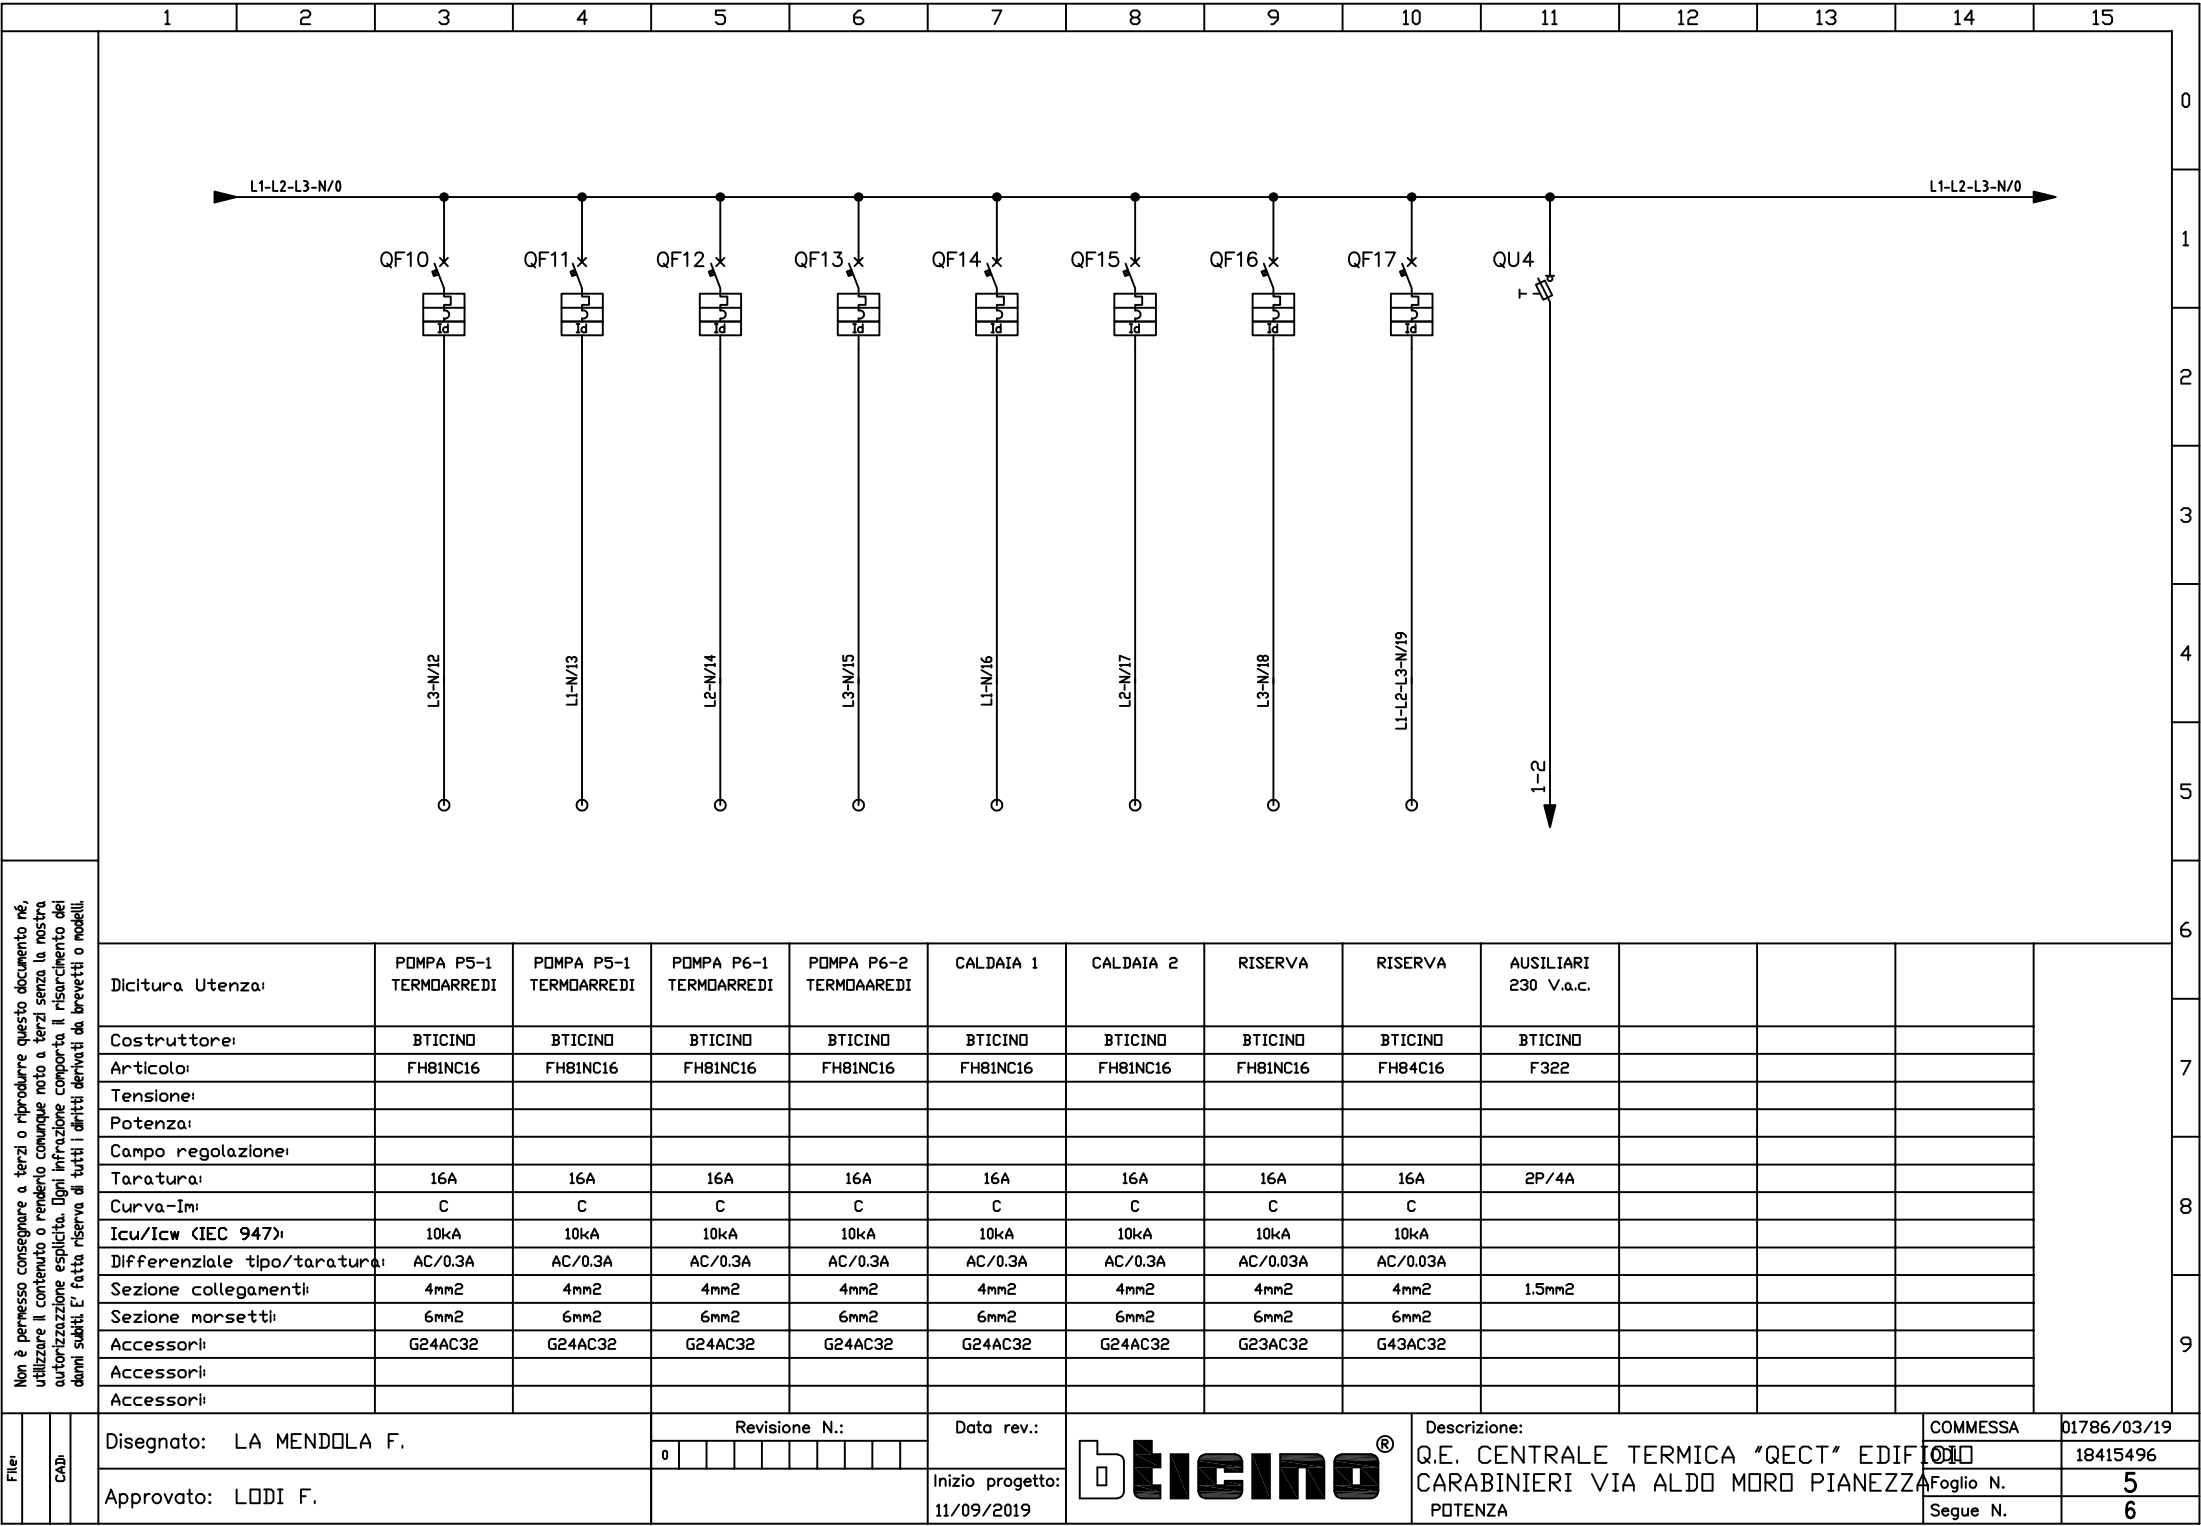 1 2 3 4 5 6 7 8 9 10 11 12 13 14 15
0
L1-L2-L3-N/0 L1-L2-L3-N/0
1
QF10 QF11 QF12 QF13 QF14 QF15 QF16 QF17 QU4
Id Id Id Id Id Id Id Id
2
3
4
L3-N/12 L1-N/13 L2-N/14 L3-N/15 L1-N/16 L2-N/17 L3-N/18 L1-L2-L3-N/19
1-2
5
6
Dicitura Utenza:
POMPA P5-1 POMPA P5-1 POMPA P6-1 POMPA P6-2 CALDAIA 1 CALDAIA 2 RISERVA RISERVA AUSILIARI
TERMOARREDI TERMOARREDI TERMOARREDI TERMOAAREDI 230 V.a.c.
Costruttore: BTICINO BTICINO BTICINO BTICINO BTICINO BTICINO BTICINO BTICINO BTICINO
Articolo: FH81NC16 FH81NC16 FH81NC16 FH81NC16 FH81NC16 FH81NC16 FH81NC16 FH84C16 F322
7
Tensione:
Potenza:
Campo regolazione:
Taratura: 16A 16A 16A 16A 16A 16A 16A 16A 2P/4A
Curva-Im: C C C C C C C C
8
Icu/Icw (IEC 947): 10kA 10kA 10kA 10kA 10kA 10kA 10kA 10kA
Differenziale tipo/taratura: AC/0.3A AC/0.3A AC/0.3A AC/0.3A AC/0.3A AC/0.3A AC/0.03A AC/0.03A
Sezione collegamenti: 4mm2 4mm2 4mm2 4mm2 4mm2 4mm2 4mm2 4mm2 1.5mm2
Sezione morsetti: 6mm2 6mm2 6mm2 6mm2 6mm2 6mm2 6mm2 6mm2
Accessori: G24AC32 G24AC32 G24AC32 G24AC32 G24AC32 G24AC32 G23AC32 G43AC32
9
Accessori:
Accessori:
Non è permesso consegnare a terzi o riprodurre questo documento né,
utilizzare il contenuto o renderlo comunque noto a terzi senza la nostra
autorizzazzione esplicita. Ogni infrazione comporta il risarcimento dei
danni subiti. E' fatta riserva di tutti i diritti derivati da brevetti o modelli.
File:
CAD:
Disegnato: LA MENDOLA F.
Approvato: LODI F.
Revisione N.:
0
Data rev.:
Inizio progetto:
11/09/2019
bticino®
Descrizione:
Q.E. CENTRALE TERMICA "QECT" EDIFICIO
CARABINIERI VIA ALDO MORO PIANEZZA
POTENZA
COMMESSA 01786/03/19
18415496
Foglio N. 5
Segue N. 6